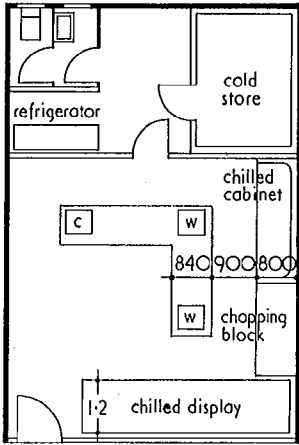 cold
store
refrigerator
chilled
cabinet
c
w
840 900 800
w
chopping
block
1·2
chilled display